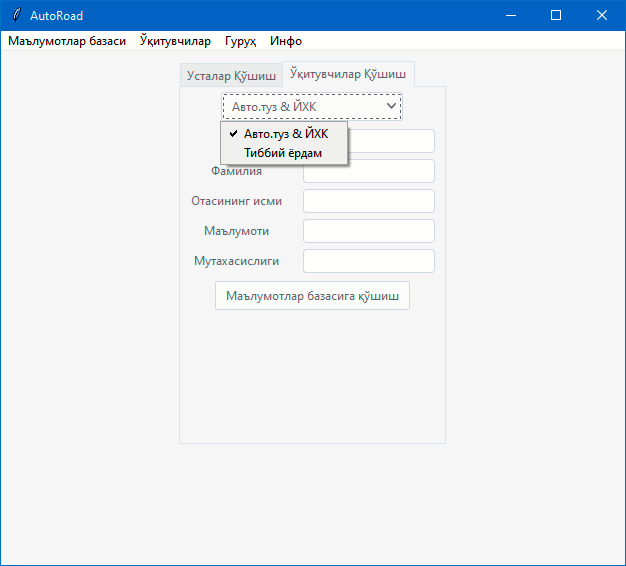 AutoRoad
Маълумотлар базаси Ўқитувчилар Гуруҳ Инфо
Усталар Қўшиш Ўқитувчилар Қўшиш
Авто.туз & ЙХК
Авто.туз & ЙХК
Тиббий ёрдам
Фамилия
Отасининг исми
Маълумоти
Мутахасислиги
Маълумотлар базасига қўшиш